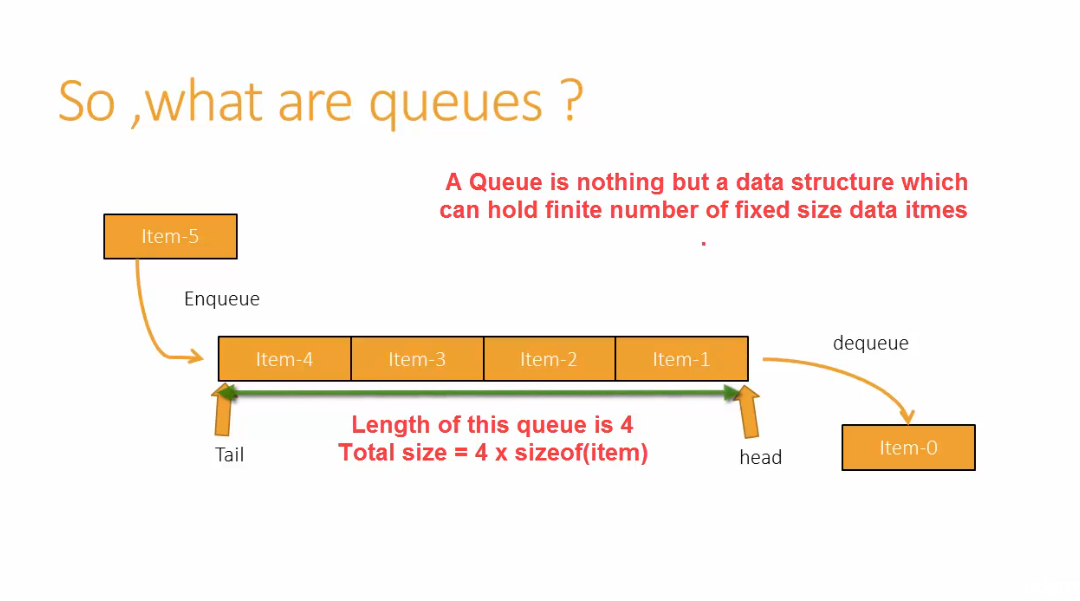 So ,what are queues ?
A Queue is nothing but a data structure which
can hold finite number of fixed size data itmes
.
Item-5
Enqueue
dequeue
Item-4 Item-3 Item-2 Item-1
Length of this queue is 4
Total size = 4 x sizeof(item)
Tail
head
Item-0